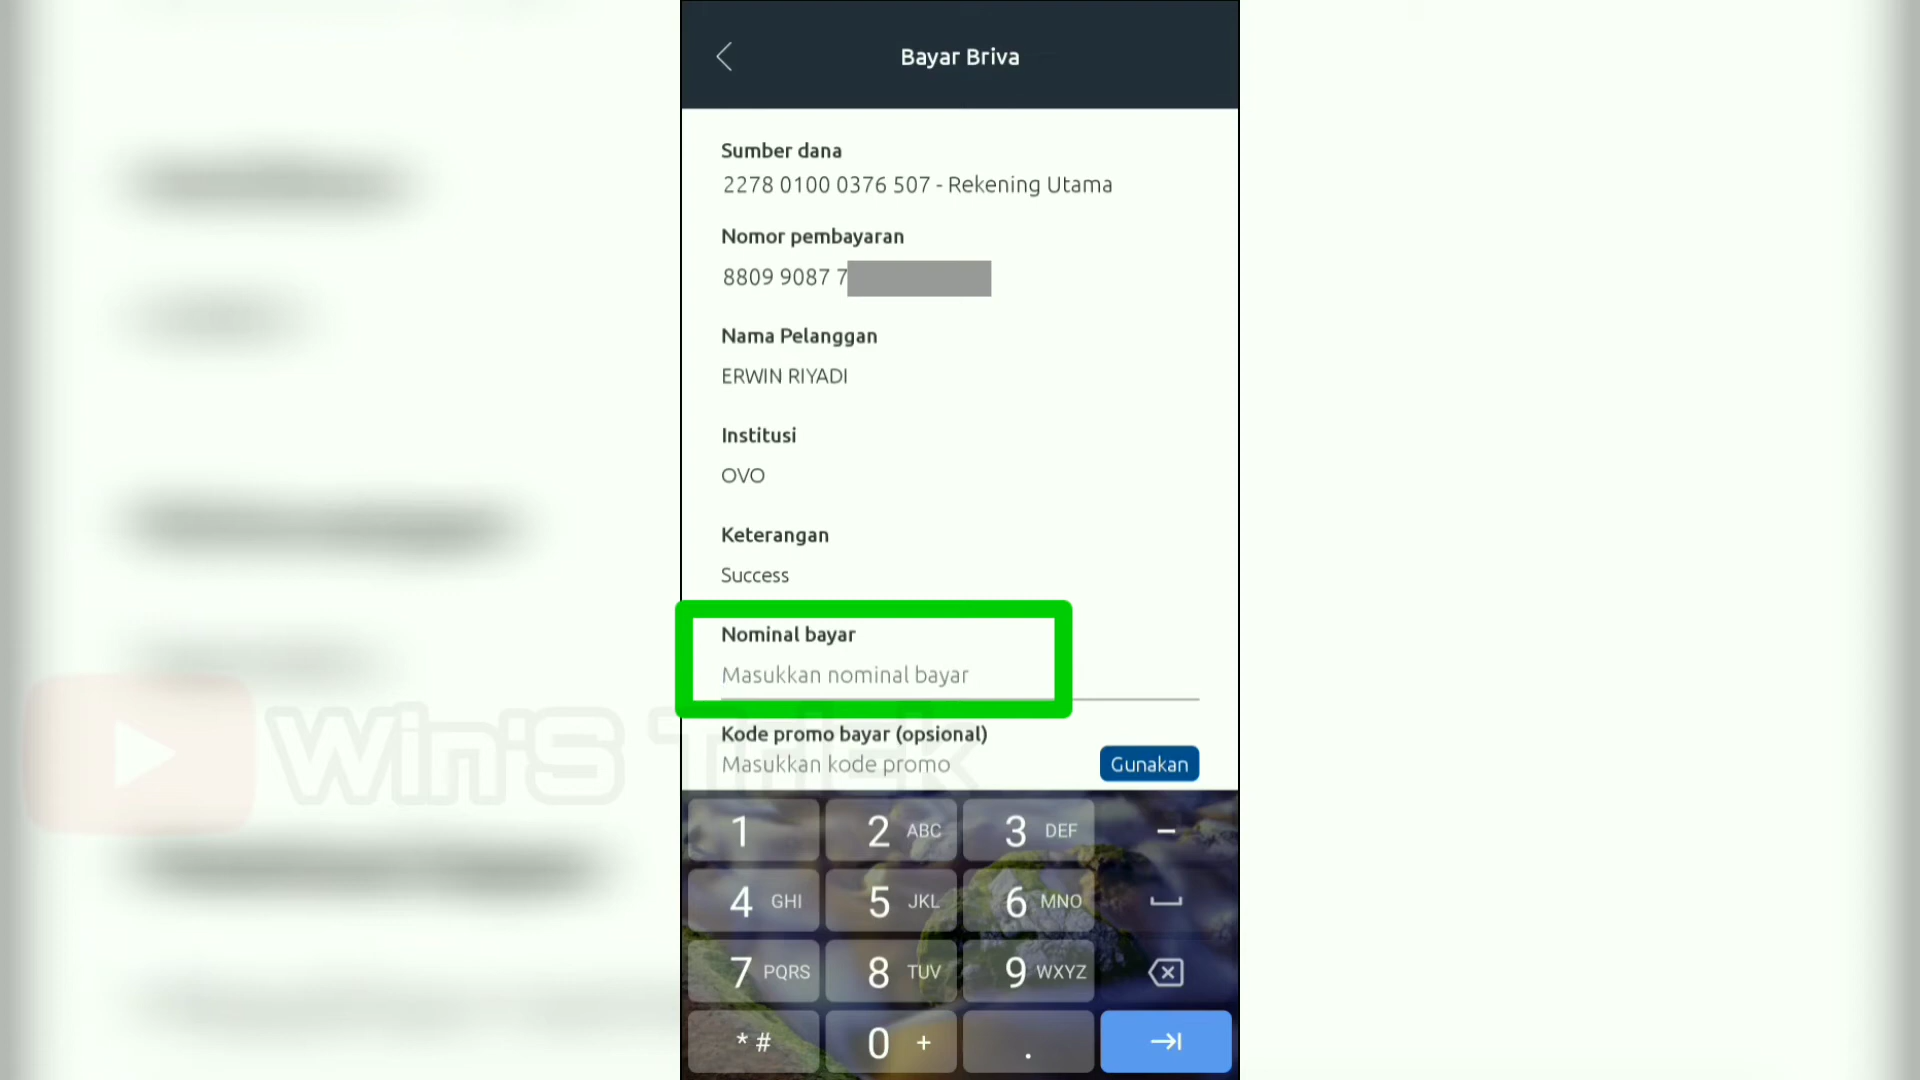 Bayar Briva
Sumber dana
2278 0100 0376 507 - Rekening Utama
Nomor pembayaran
8809 9087 7
Nama Pelanggan
ERWIN RIYADI
Institusi
OVO
Keterangan
Success
Nominal bayar
Masukkan nominal bayar
Win'S Trick
Kode promo bayar (opsional)
Masukkan kode promo
Gunakan
1 2 ABC 3 DEF -
4 GHI 5 JKL 6 MNO
7 PQRS 8 TUV 9 WXYZ
* # 0 + .